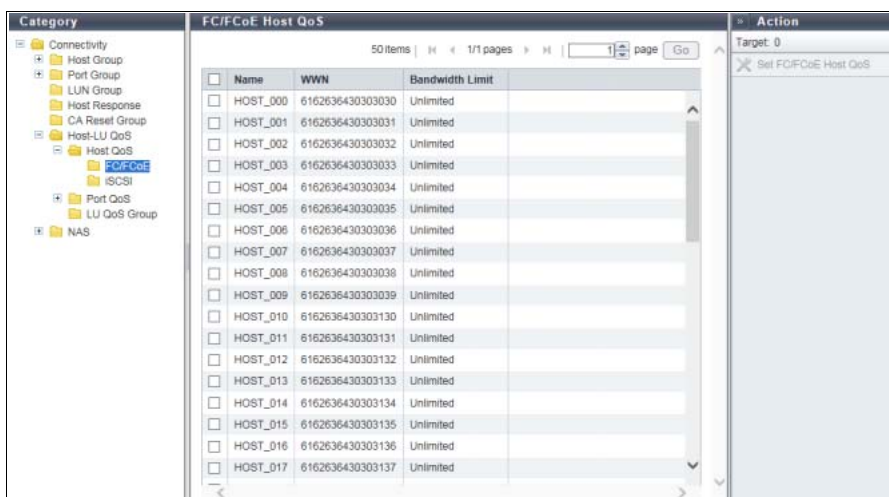 Category
Connectivity
Host Group
Port Group
LUN Group
Host Response
CA Reset Group
Host-LU QoS
Host QoS
FC/FCoE
iSCSI
Port QoS
LU QoS Group
NAS
FC/FCoE Host QoS
50 items 1/1 pages 1 page Go
Name WWN Bandwidth Limit
HOST_000 6162636430303030 Unlimited
HOST_001 6162636430303031 Unlimited
HOST_002 6162636430303032 Unlimited
HOST_003 6162636430303033 Unlimited
HOST_004 6162636430303034 Unlimited
HOST_005 6162636430303035 Unlimited
HOST_006 6162636430303036 Unlimited
HOST_007 6162636430303037 Unlimited
HOST_008 6162636430303038 Unlimited
HOST_009 6162636430303039 Unlimited
HOST_010 6162636430303130 Unlimited
HOST_011 6162636430303131 Unlimited
HOST_012 6162636430303132 Unlimited
HOST_013 6162636430303133 Unlimited
HOST_014 6162636430303134 Unlimited
HOST_015 6162636430303135 Unlimited
HOST_016 6162636430303136 Unlimited
HOST_017 6162636430303137 Unlimited
» Action
Target: 0
Set FC/FCoE Host QoS